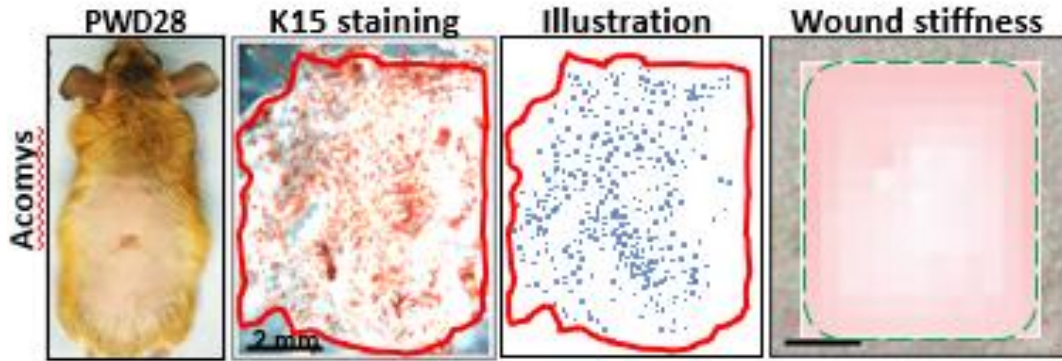 PWD28
K15 staining
Illustration
Wound stiffness
Acomys
2 mm